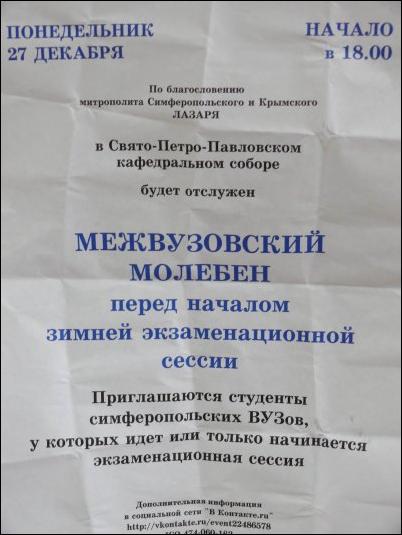 ПОНЕДЕЛЬНИК
27 ДЕКАБРЯ
НАЧАЛО
в 18.00
По благословению
митрополита Симферопольского и Крымского
ЛАЗАРЯ
в Свято-Петро-Павловском
кафедральном соборе
будет отслужен
МЕЖВУЗОВСКИЙ
МОЛЕБЕН
перед началом
зимней экзаменационной
сессии
Приглашаются студенты
симферопольских ВУЗов,
у которых идет или только начинается
экзаменационная сессия
Дополнительная информация
в социальной сети "В Контакте.ru"
http://vkontakte.ru/event22486578